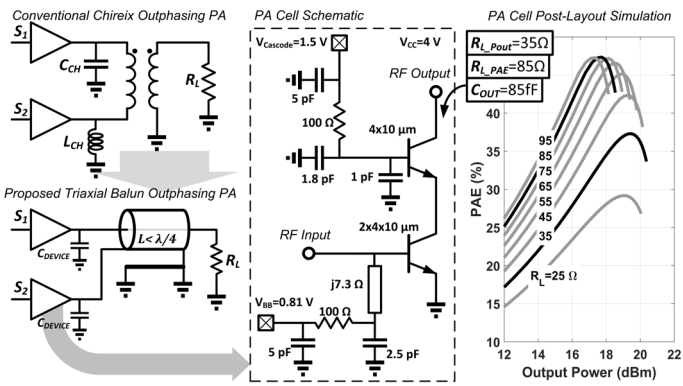 Conventional Chireix Outphasing PA
S1
CCH
RL
S2
LCH
Proposed Triaxial Balun Outphasing PA
S1
L< λ/4
CDEVICE
RL
S2
CDEVICE
PA Cell Schematic
VCascode=1.5 V
VCC=4 V
RF Output
5 pF
100 Ω
4x10 μm
1.8 pF
1 pF
RF Input
2x4x10 μm
j7.3 Ω
VBB=0.81 V
100 Ω
5 pF
2.5 pF
PA Cell Post-Layout Simulation
RL_Pout=35Ω
RL_PAE=85Ω
COUT=85fF
PAE (%)
45
40
35
30
25
20
15
10
95
85
75
65
55
45
35
RL=25 Ω
12 14 16 18 20 22
Output Power (dBm)